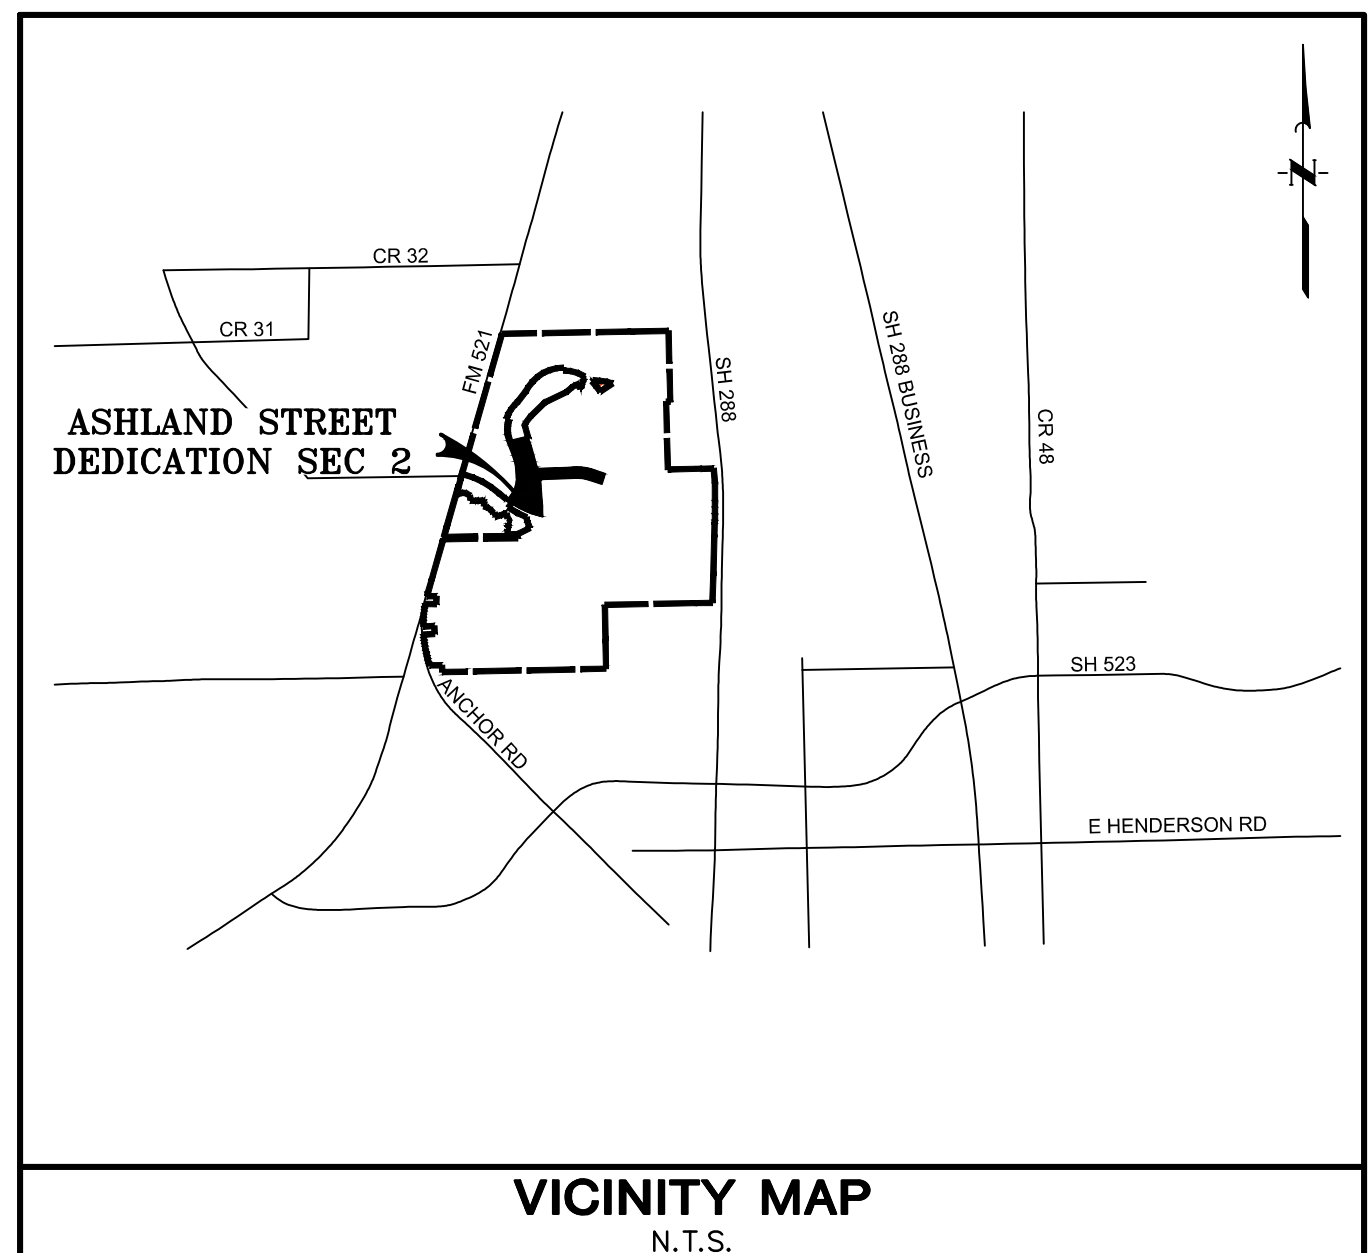 N
CR 32
CR 31
FM 521
SH 288
SH 288 BUSINESS
CR 48
ASHLAND STREET
DEDICATION SEC 2
SH 523
ANCHOR RD
E HENDERSON RD
VICINITY MAP
N.T.S.